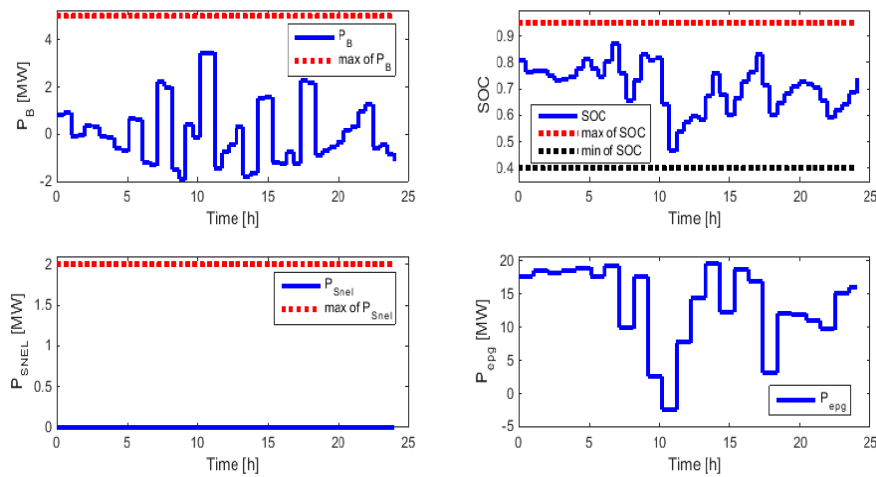 4
2
0
-2
P_B [MW]
0 5 10 15 20 25
Time [h]
P_B
max of P_B
0.9
0.8
0.7
0.6
0.5
0.4
SOC
0 5 10 15 20 25
Time [h]
SOC
max of SOC
min of SOC
2
1.5
1
0.5
0
P_SNEL [MW]
0 5 10 15 20 25
Time [h]
P_Snel
max of P_Snel
20
15
10
5
0
-5
P_epg [MW]
0 5 10 15 20 25
Time [h]
P_epg